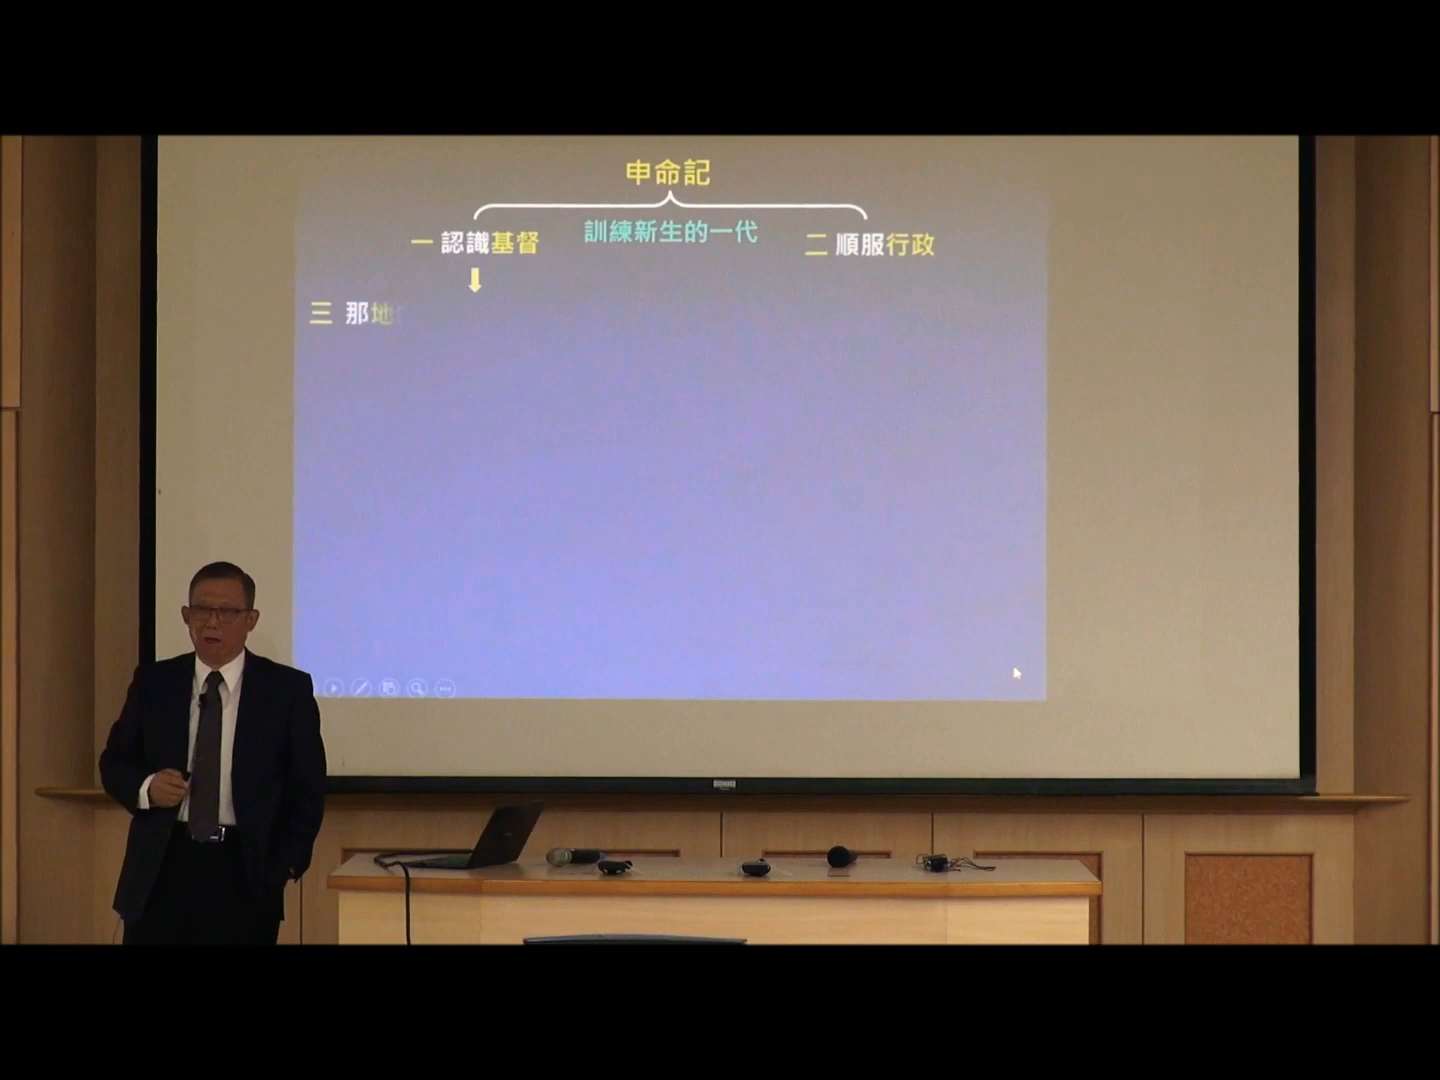 申命記
訓練新生的一代
一 認識基督
二 順服行政
三 那地